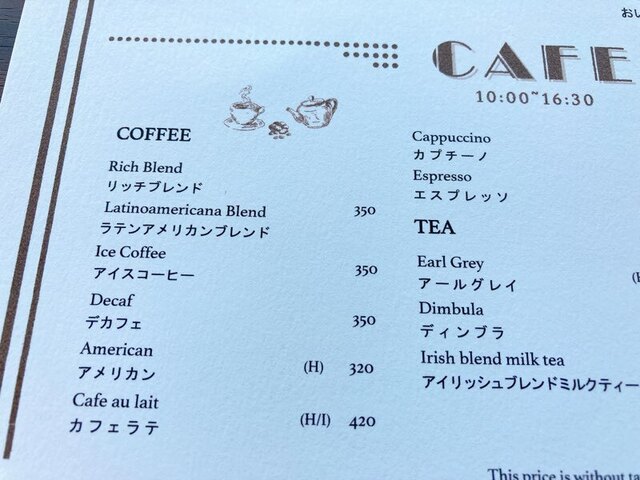 おい
CAFE
10:00~16:30
COFFEE
Rich Blend
リッチブレンド
Latinoamericana Blend 350
ラテンアメリカンブレンド
Ice Coffee
アイスコーヒー 350
Decaf
デカフェ 350
American
アメリカン (H) 320
Cafe au lait
カフェラテ (H/I) 420
Cappuccino
カプチーノ
Espresso
エスプレッソ
TEA
Earl Grey
アールグレイ
Dimbula
ディンブラ
Irish blend milk tea
アイリッシュブレンドミルクティー
This price is without ta